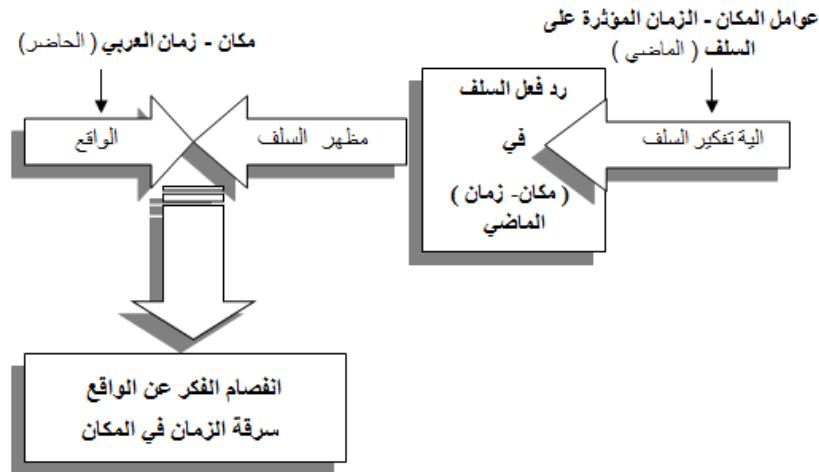 عوامل المكان - الزمان المؤثرة على
السلف ( الماضي )
مكان - زمان العربي ( الحاضر)
الية تفكير السلف
رد فعل السلف
في
( مكان- زمان )
الماضي
مظهر السلف
الواقع
انفصام الفكر عن الواقع
سرقة الزمان في المكان